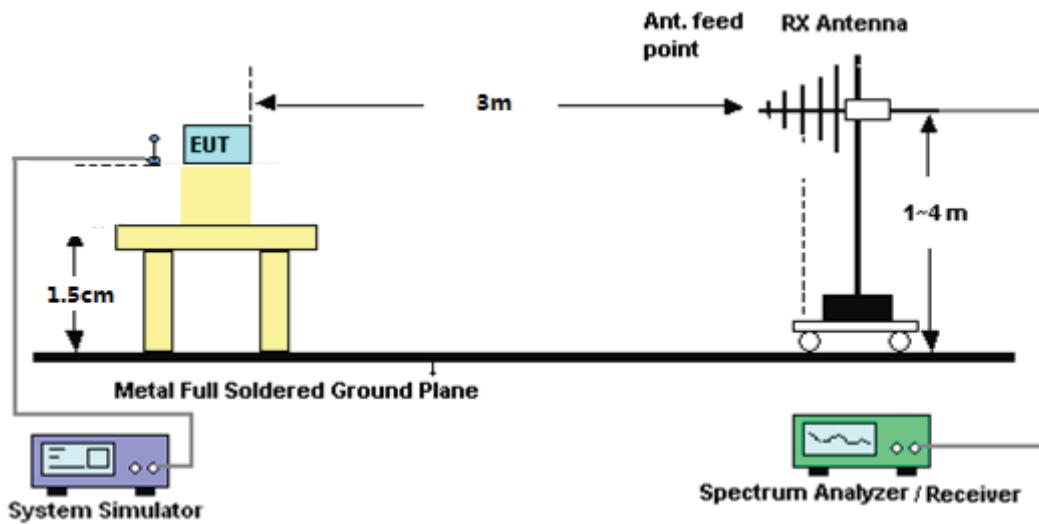 Ant. feed
point
RX Antenna
3m
EUT
1~4 m
1.5cm
Metal Full Soldered Ground Plane
System Simulator
Spectrum Analyzer / Receiver